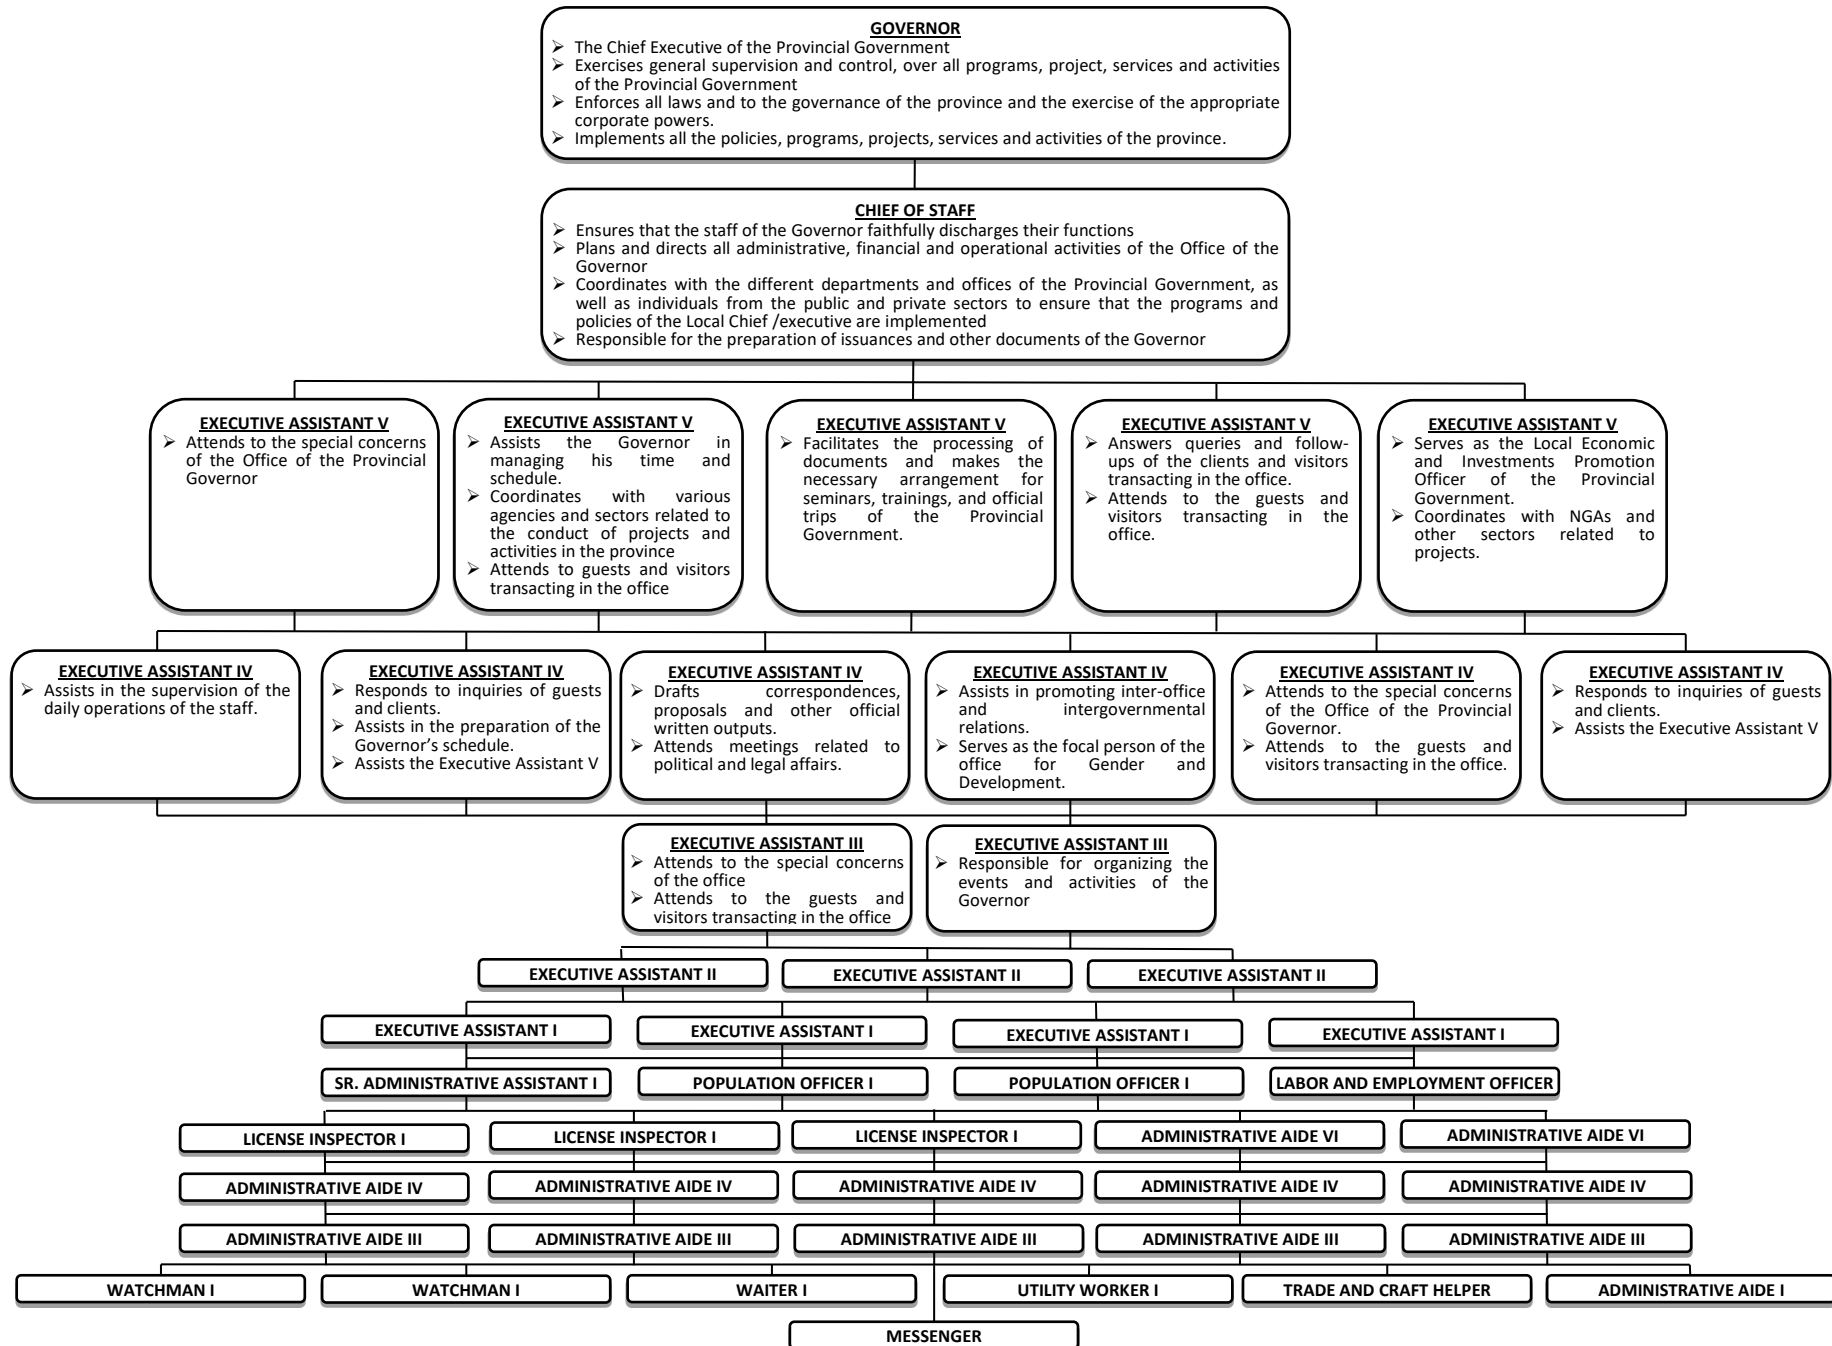 GOVERNOR
➢ The Chief Executive of the Provincial Government
➢ Exercises general supervision and control, over all programs, project, services and activities
of the Provincial Government
➢ Enforces all laws and to the governance of the province and the exercise of the appropriate
corporate powers.
➢ Implements all the policies, programs, projects, services and activities of the province.
CHIEF OF STAFF
➢ Ensures that the staff of the Governor faithfully discharges their functions
➢ Plans and directs all administrative, financial and operational activities of the Office of the
Governor
➢ Coordinates with the different departments and offices of the Provincial Government, as
well as individuals from the public and private sectors to ensure that the programs and
policies of the Local Chief /executive are implemented
➢ Responsible for the preparation of issuances and other documents of the Governor
EXECUTIVE ASSISTANT V
➢ Attends to the special concerns
of the Office of the Provincial
Governor
EXECUTIVE ASSISTANT V
➢ Assists the Governor in
managing his time and
schedule.
➢ Coordinates with various
agencies and sectors related to
the conduct of projects and
activities in the province
➢ Attends to guests and visitors
transacting in the office
EXECUTIVE ASSISTANT V
➢ Facilitates the processing of
documents and makes the
necessary arrangement for
seminars, trainings, and official
trips of the Provincial
Government.
EXECUTIVE ASSISTANT V
➢ Answers queries and follow-
ups of the clients and visitors
transacting in the office.
➢ Attends to the guests and
visitors transacting in the
office.
EXECUTIVE ASSISTANT V
➢ Serves as the Local Economic
and Investments Promotion
Officer of the Provincial
Government.
➢ Coordinates with NGAs and
other sectors related to
projects.
EXECUTIVE ASSISTANT IV
➢ Assists in the supervision of the
daily operations of the staff.
EXECUTIVE ASSISTANT IV
➢ Responds to inquiries of guests
and clients.
➢ Assists in the preparation of the
Governor’s schedule.
➢ Assists the Executive Assistant V
EXECUTIVE ASSISTANT IV
➢ Drafts correspondences,
proposals and other official
written outputs.
➢ Attends meetings related to
political and legal affairs.
EXECUTIVE ASSISTANT IV
➢ Assists in promoting inter-office
and intergovernmental
relations.
➢ Serves as the focal person of the
office for Gender and
Development.
EXECUTIVE ASSISTANT IV
➢ Attends to the special concerns
of the Office of the Provincial
Governor.
➢ Attends to the guests and
visitors transacting in the office.
EXECUTIVE ASSISTANT IV
➢ Responds to inquiries of guests
and clients.
➢ Assists the Executive Assistant V
EXECUTIVE ASSISTANT III
➢ Attends to the special concerns
of the office
➢ Attends to the guests and
visitors transacting in the office
EXECUTIVE ASSISTANT III
➢ Responsible for organizing the
events and activities of the
Governor
EXECUTIVE ASSISTANT II
EXECUTIVE ASSISTANT II
EXECUTIVE ASSISTANT II
EXECUTIVE ASSISTANT I
EXECUTIVE ASSISTANT I
EXECUTIVE ASSISTANT I
EXECUTIVE ASSISTANT I
SR. ADMINISTRATIVE ASSISTANT I
POPULATION OFFICER I
POPULATION OFFICER I
LABOR AND EMPLOYMENT OFFICER
LICENSE INSPECTOR I
LICENSE INSPECTOR I
LICENSE INSPECTOR I
ADMINISTRATIVE AIDE VI
ADMINISTRATIVE AIDE VI
ADMINISTRATIVE AIDE IV
ADMINISTRATIVE AIDE IV
ADMINISTRATIVE AIDE IV
ADMINISTRATIVE AIDE IV
ADMINISTRATIVE AIDE IV
ADMINISTRATIVE AIDE III
ADMINISTRATIVE AIDE III
ADMINISTRATIVE AIDE III
ADMINISTRATIVE AIDE III
ADMINISTRATIVE AIDE III
WATCHMAN I
WATCHMAN I
WAITER I
UTILITY WORKER I
TRADE AND CRAFT HELPER
ADMINISTRATIVE AIDE I
MESSENGER